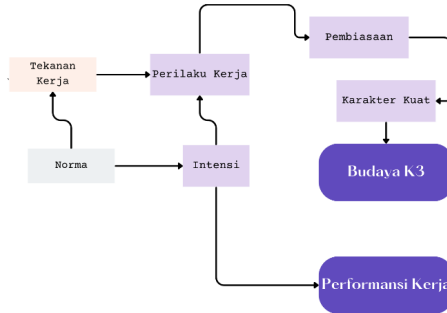 Pembiasaan
Tekanan
Kerja
Perilaku Kerja
Karakter Kuat
Norma
Intensi
Budaya K3
Performansi Kerja